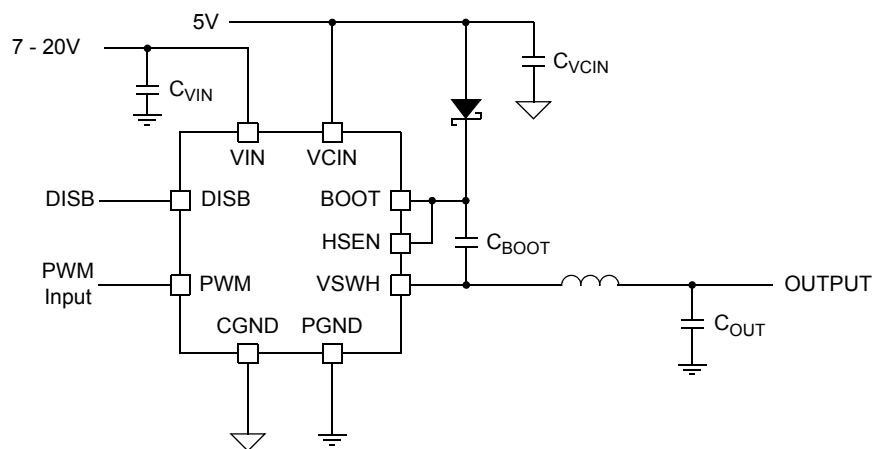 5V
7 - 20V
CVCIN
CVIN
VIN
VCIN
DISB
DISB
BOOT
HSEN
CBOOT
PWM
Input
PWM
VSWH
OUTPUT
CGND
PGND
COUT